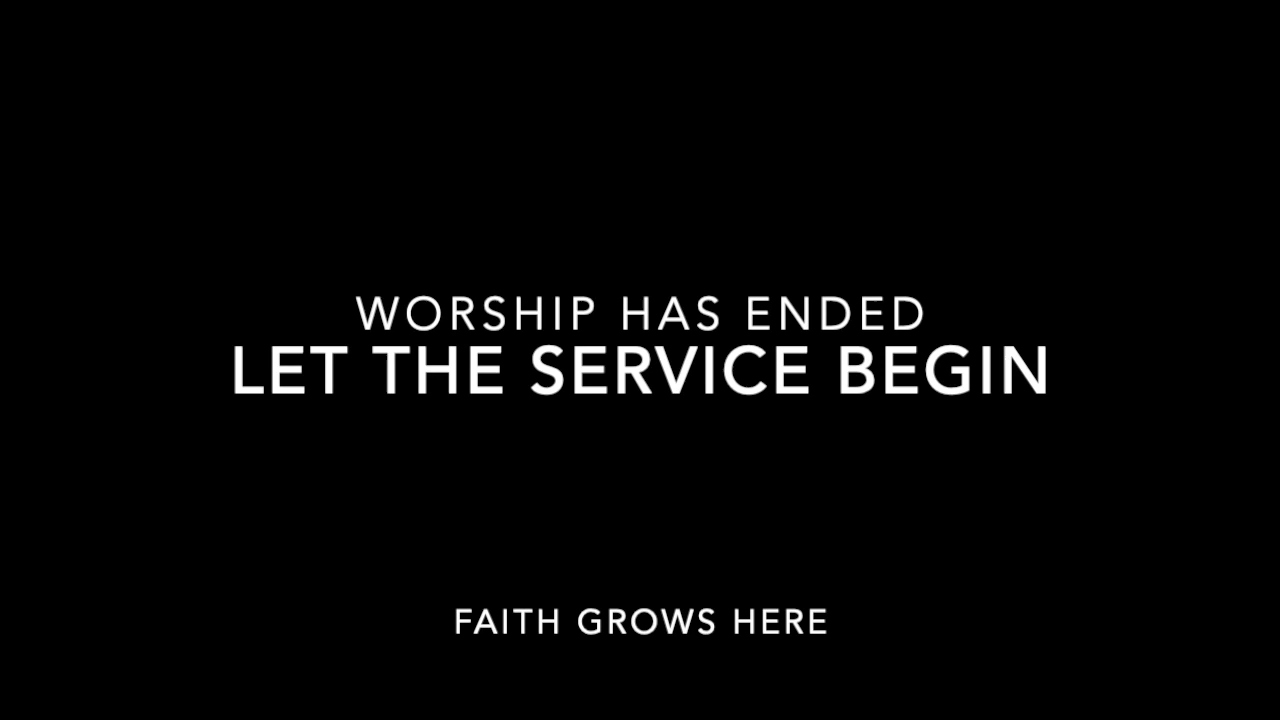 WORSHIP HAS ENDED
LET THE SERVICE BEGIN
FAITH GROWS HERE